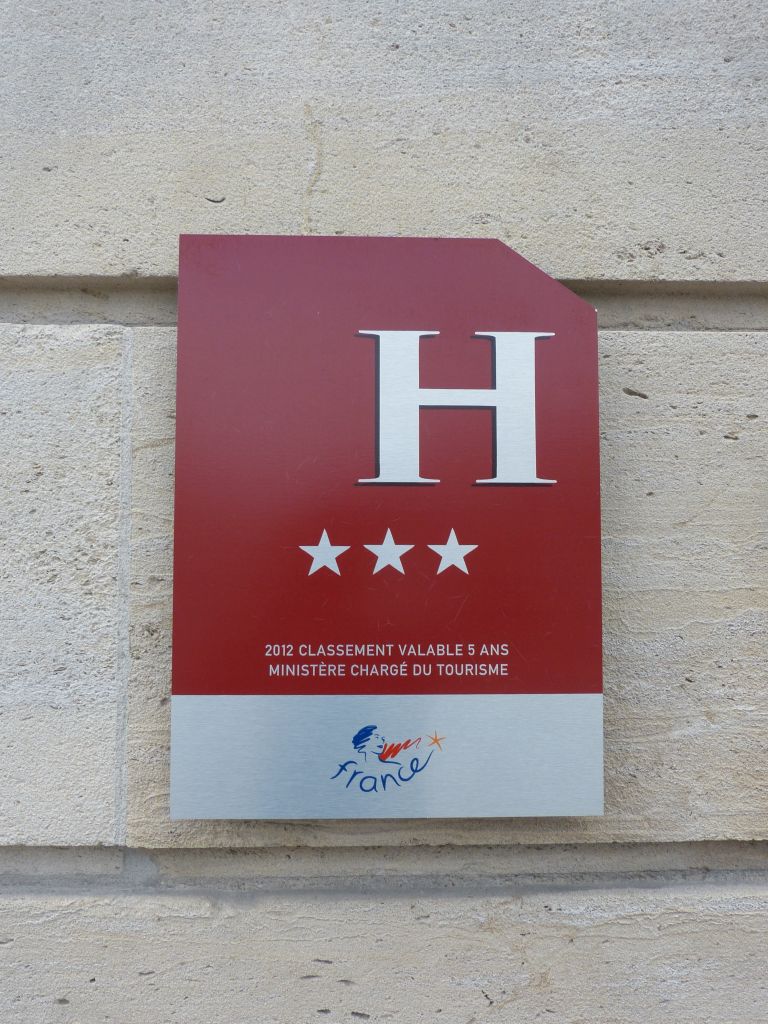 H
2012 CLASSEMENT VALABLE 5 ANS
MINISTÈRE CHARGÉ DU TOURISME
france